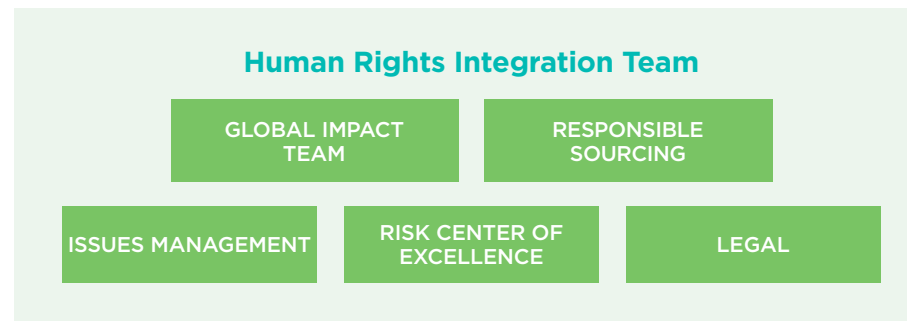 Human Rights Integration Team
GLOBAL IMPACT
TEAM
RESPONSIBLE
SOURCING
ISSUES MANAGEMENT
RISK CENTER OF
EXCELLENCE
LEGAL